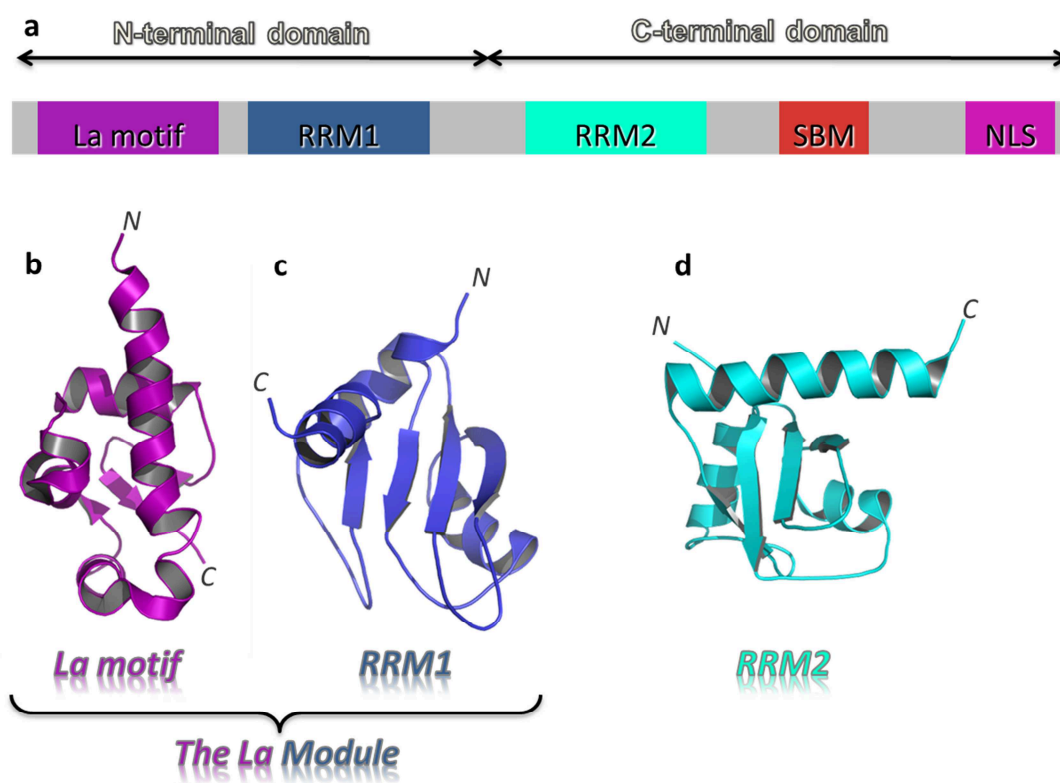 a
N-terminal domain C-terminal domain
La motif RRM1 RRM2 SBM NLS
b c d
N N N C
C C
La motif RRM1 RRM2
The La Module